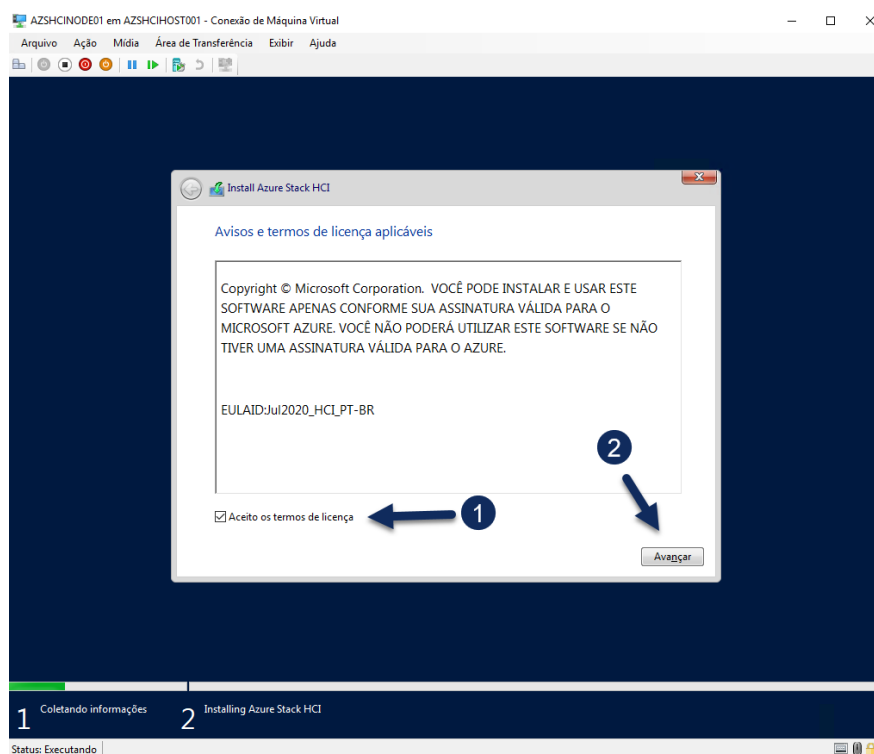 AZSHCINODE01 em AZSHCIHOST001 - Conexão de Máquina Virtual
Arquivo Ação Mídia Área de Transferência Exibir Ajuda
Install Azure Stack HCI
Avisos e termos de licença aplicáveis
Copyright © Microsoft Corporation. VOCÊ PODE INSTALAR E USAR ESTE
SOFTWARE APENAS CONFORME SUA ASSINATURA VÁLIDA PARA O
MICROSOFT AZURE. VOCÊ NÃO PODERÁ UTILIZAR ESTE SOFTWARE SE NÃO
TIVER UMA ASSINATURA VÁLIDA PARA O AZURE.
EULAID:Jul2020_HCI_PT-BR
2
Aceito os termos de licença
1
Avançar
1 Coletando informações
2 Installing Azure Stack HCI
Status: Executando